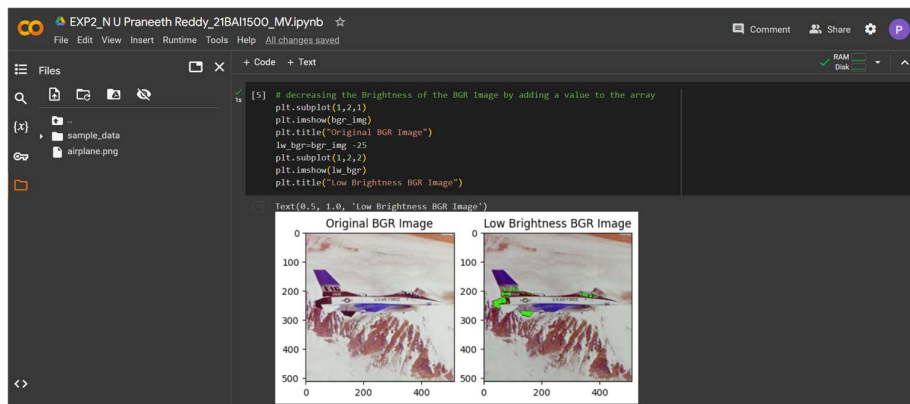 EXP2_N U Praneeth Reddy_21BAI1500_MV.ipynb
Comment
Share
P
File Edit View Insert Runtime Tools Help All changes saved
Files
+ Code + Text
RAM
Disk
..
sample_data
airplane.png
{x}
1s
[5] # decreasing the Brightness of the BGR Image by adding a value to the array
plt.subplot(1,2,1)
plt.imshow(bgr_img)
plt.title("Original BGR Image")
lw_bgr=bgr_img -25
plt.subplot(1,2,2)
plt.imshow(lw_bgr)
plt.title("Low Brightness BGR Image")
Text(0.5, 1.0, 'Low Brightness BGR Image')
Original BGR Image
0
100
200
300
400
500
0 200 400
U.S. AIR FORCE
Low Brightness BGR Image
0
100
200
300
400
500
0 200 400
U.S. AIR FORCE